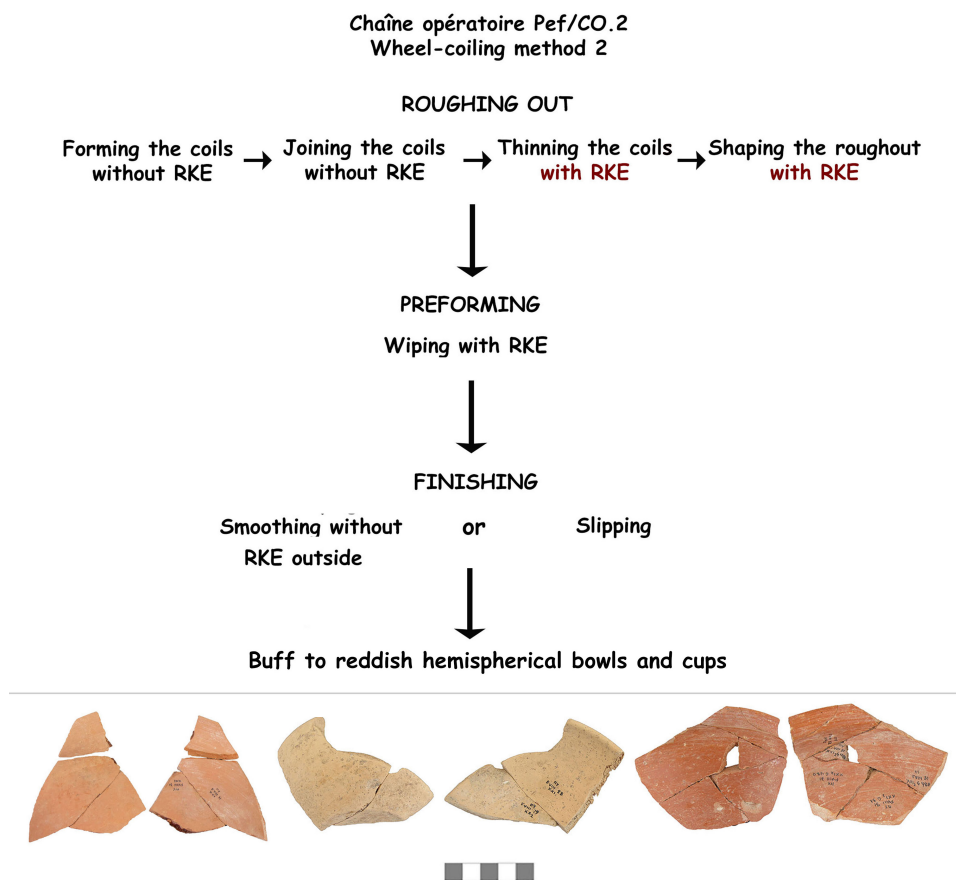 Chaîne opératoire Pef/CO.2
Wheel-coiling method 2
ROUGHING OUT
Forming the coils without RKE
Joining the coils without RKE
Thinning the coils with RKE
Shaping the roughout with RKE
PREFORMING
Wiping with RKE
FINISHING
Smoothing without RKE outside
or
Slipping
Buff to reddish hemispherical bowls and cups